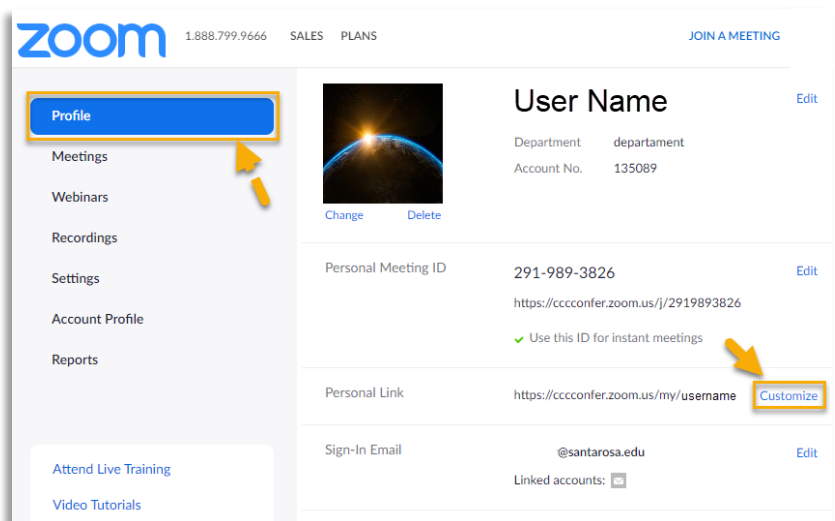 zoom 1.888.799.9666 SALES PLANS JOIN A MEETING
Profile
Meetings
Webinars
Recordings
Settings
Account Profile
Reports
Attend Live Training
Video Tutorials
Change Delete
User Name Edit
Department departament
Account No. 135089
Personal Meeting ID 291-989-3826 Edit
https://cccconfer.zoom.us/j/2919893826
Use this ID for instant meetings
Personal Link https://cccconfer.zoom.us/my/username Customize
Sign-In Email @santarosa.edu Edit
Linked accounts: